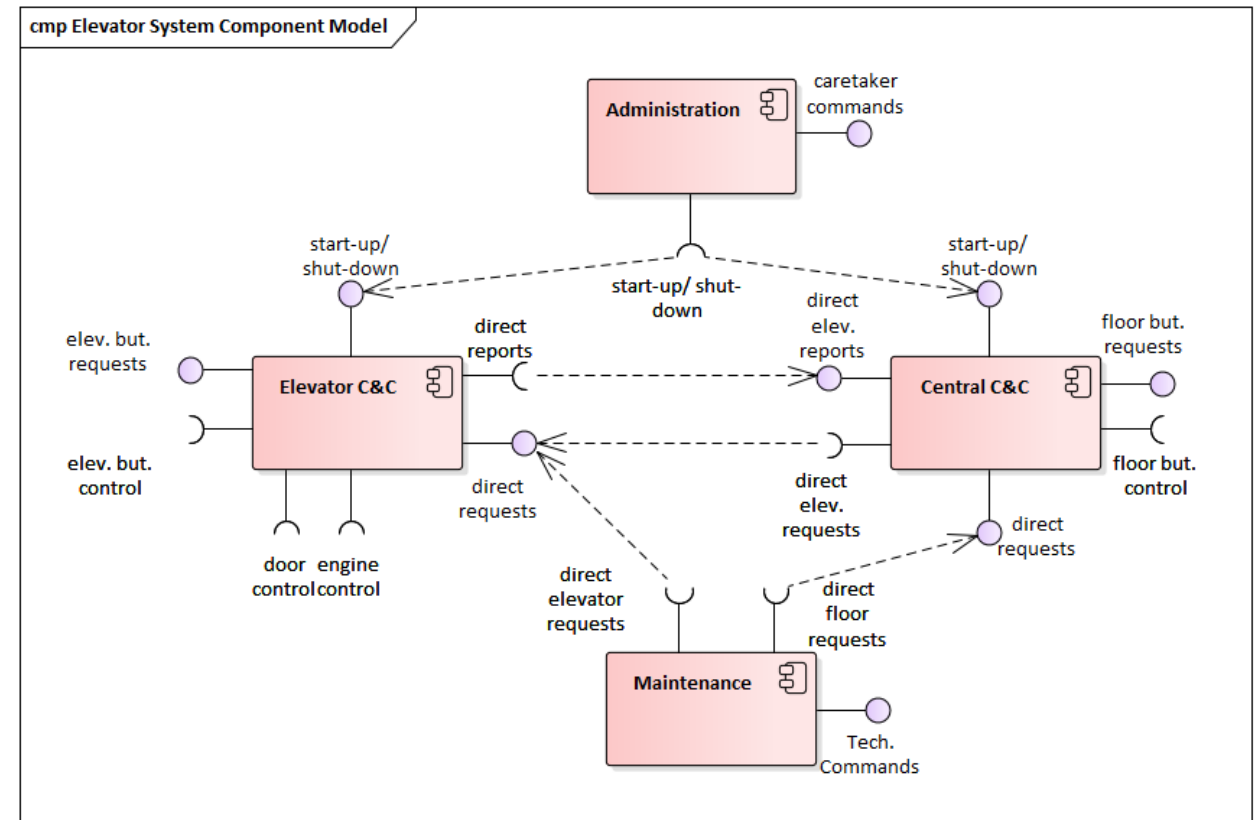 cmp Elevator System Component Model
caretaker
commands
Administration
start-up/
shut-down
start-up/
shut-down
start-up/ shut-
down
direct
elev.
reports
floor but.
requests
elev. but.
requests
direct
reports
Elevator C&C
Central C&C
elev. but.
control
direct
requests
direct
elev.
requests
floor but.
control
direct
requests
door
control
engine
control
direct
elevator
requests
direct
floor
requests
Maintenance
Tech.
Commands